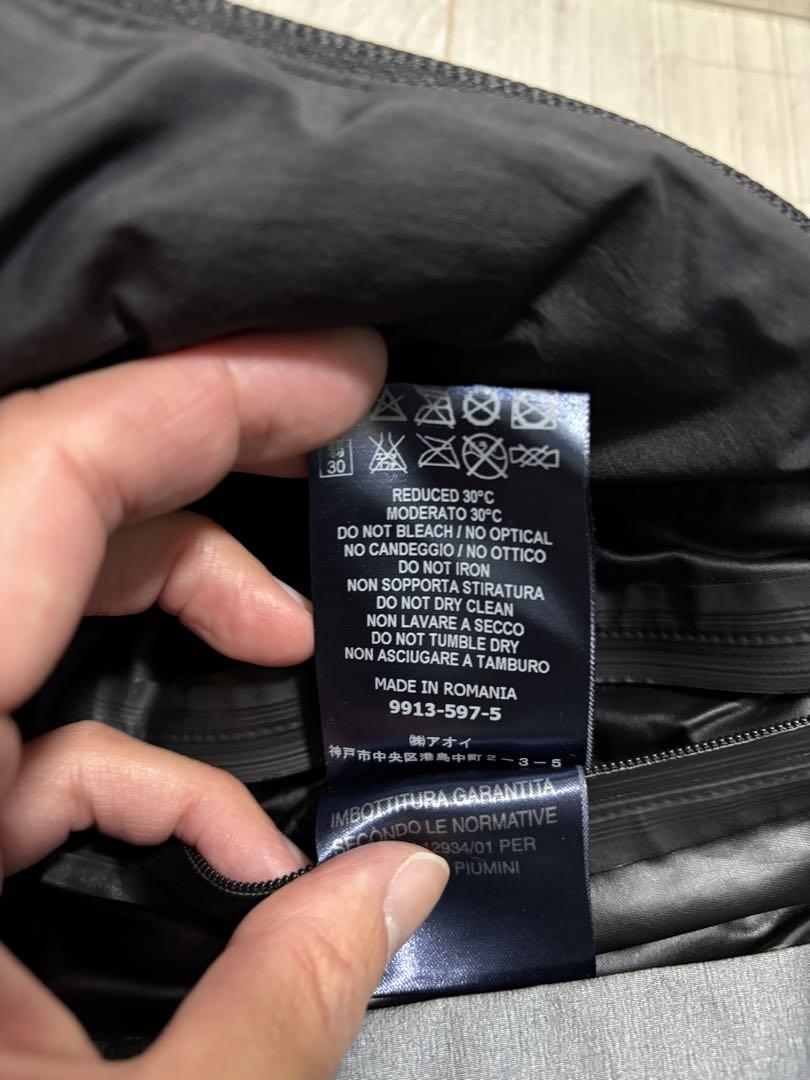 30
REDUCED 30°C
MODERATO 30°C
DO NOT BLEACH / NO OPTICAL
NO CANDEGGIO / NO OTTICO
DO NOT IRON
NON SOPPORTA STIRATURA
DO NOT DRY CLEAN
NON LAVARE A SECCO
DO NOT TUMBLE DRY
NON ASCIUGARE A TAMBURO
MADE IN ROMANIA
9913-597-5
㈱アオイ
神戸市中央区港島中町2-3-5
IMBOTTITURA GARANTITA
SECONDO LE NORMATIVE
12934/01 PER
PIUMINI